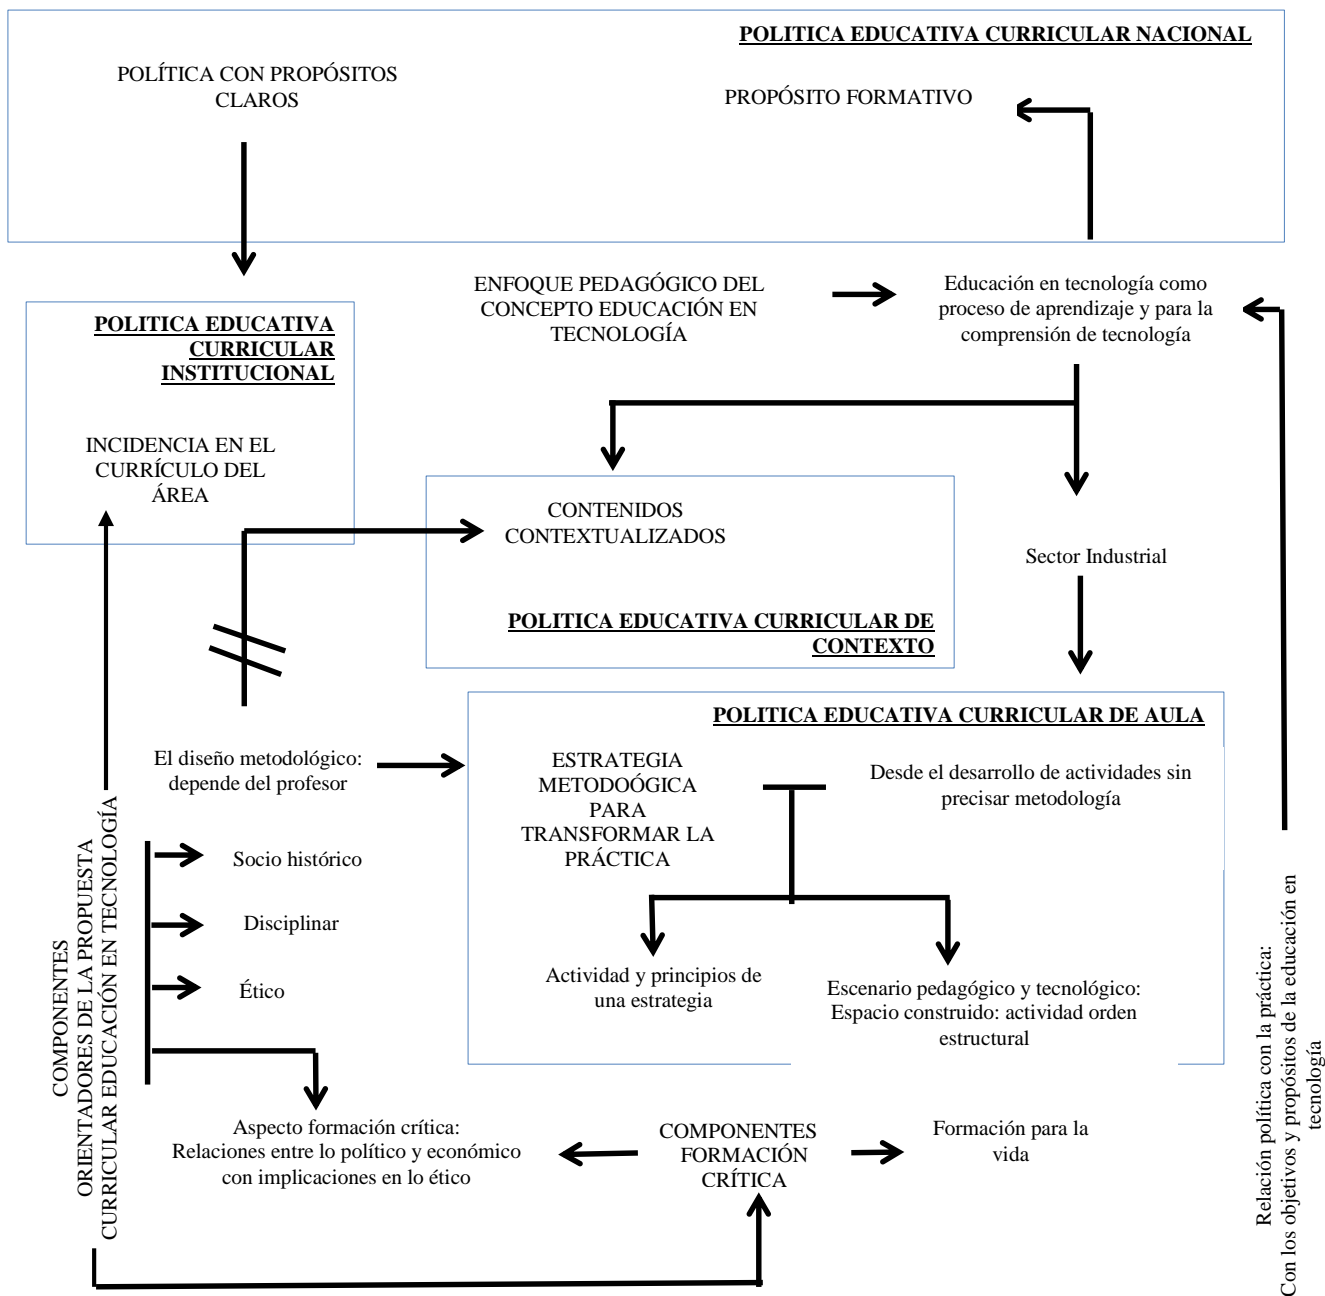 POLITICA EDUCATIVA CURRICULAR NACIONAL
POLÍTICA CON PROPÓSITOS
CLAROS
PROPÓSITO FORMATIVO
ENFOQUE PEDAGÓGICO DEL
CONCEPTO EDUCACIÓN EN
TECNOLOGÍA
Educación en tecnología como
proceso de aprendizaje y para la
comprensión de tecnología
POLITICA EDUCATIVA
CURRICULAR
INSTITUCIONAL
INCIDENCIA EN EL
CURRÍCULO DEL
ÁREA
CONTENIDOS
CONTEXTUALIZADOS
POLITICA EDUCATIVA CURRICULAR DE
CONTEXTO
Sector Industrial
POLITICA EDUCATIVA CURRICULAR DE AULA
El diseño metodológico:
depende del profesor
ESTRATEGIA
METODOÓGICA
PARA
TRANSFORMAR LA
PRÁCTICA
Desde el desarrollo de actividades sin
precisar metodología
Socio histórico
Disciplinar
Ético
Actividad y principios de
una estrategia
Escenario pedagógico y tecnológico:
Espacio construido: actividad orden
estructural
Aspecto formación crítica:
Relaciones entre lo político y económico
con implicaciones en lo ético
COMPONENTES
FORMACIÓN
CRÍTICA
Formación para la
vida
COMPONENTES
ORIENTADORES DE LA PROPUESTA
CURRICULAR EDUCACIÓN EN TECNOLOGÍA
Relación política con la práctica:
Con los objetivos y propósitos de la educación en
tecnología